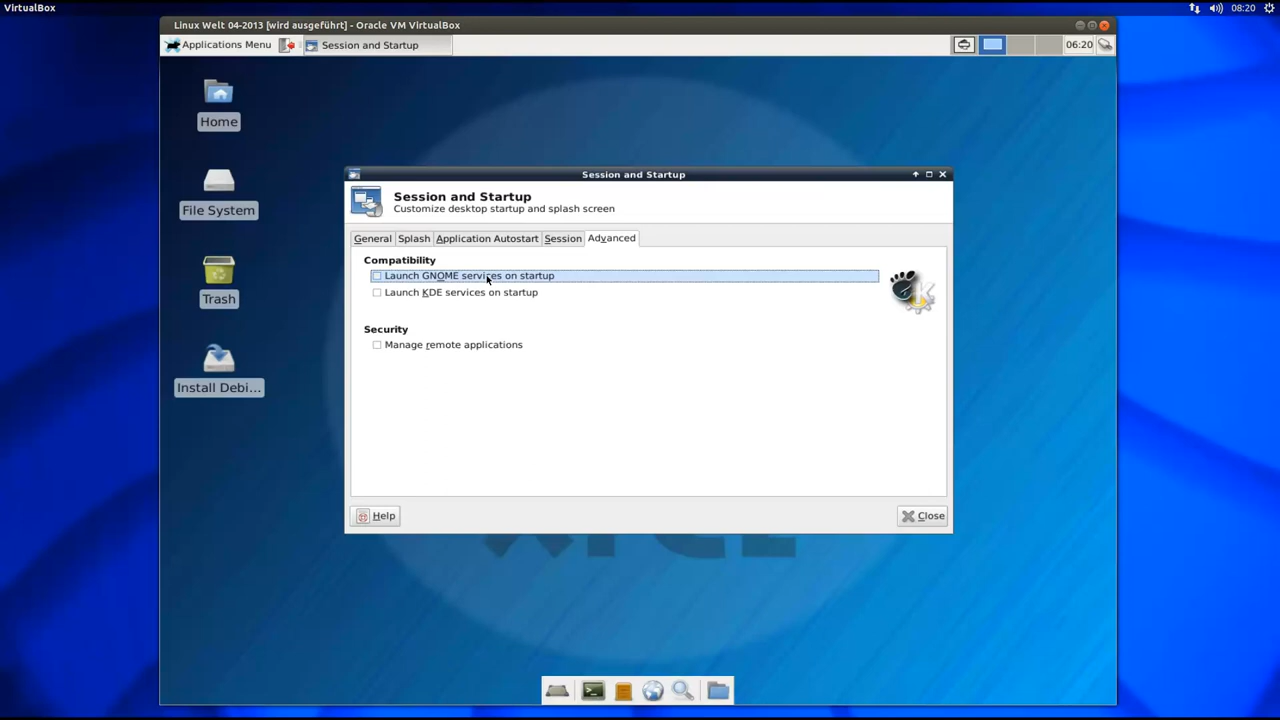 VirtualBox
08:20
Linux Welt 04-2013 [wird ausgeführt] - Oracle VM VirtualBox
Applications Menu
Session and Startup
06:20
Home
File System
Trash
Install Debi...
Session and Startup
Session and Startup
Customize desktop startup and splash screen
General
Splash
Application Autostart
Session
Advanced
Compatibility
Launch GNOME services on startup
Launch KDE services on startup
Security
Manage remote applications
Help
Close
XFCE